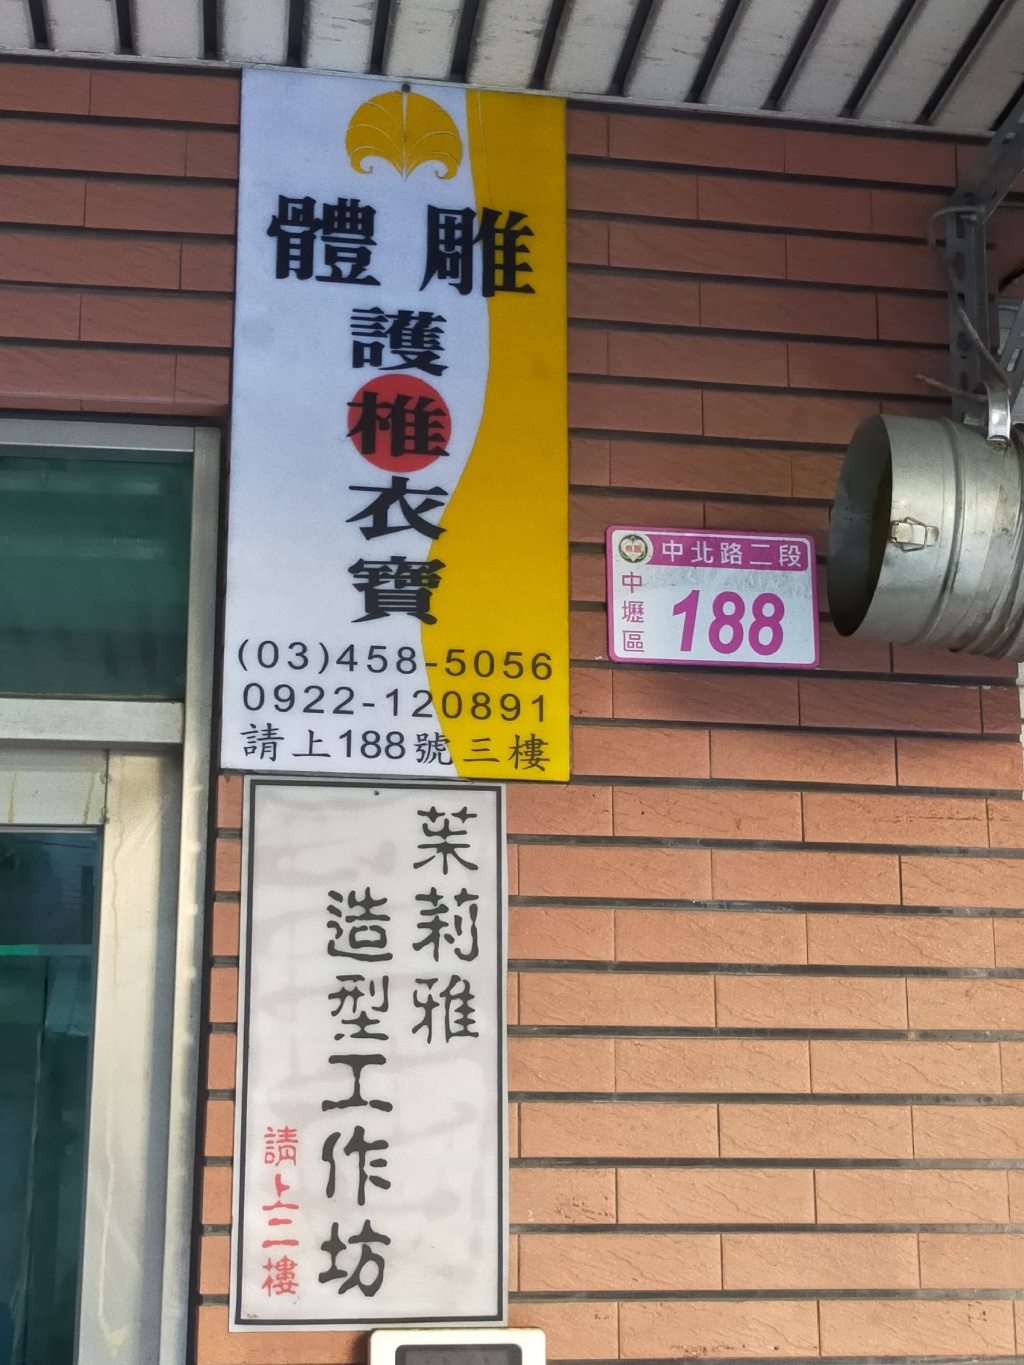 體雕
護椎衣寶
(03)458-5056
0922-120891
請上188號三樓
桃園
中北路二段
中壢區
188
茉莉雅
造型工作坊
請上二樓